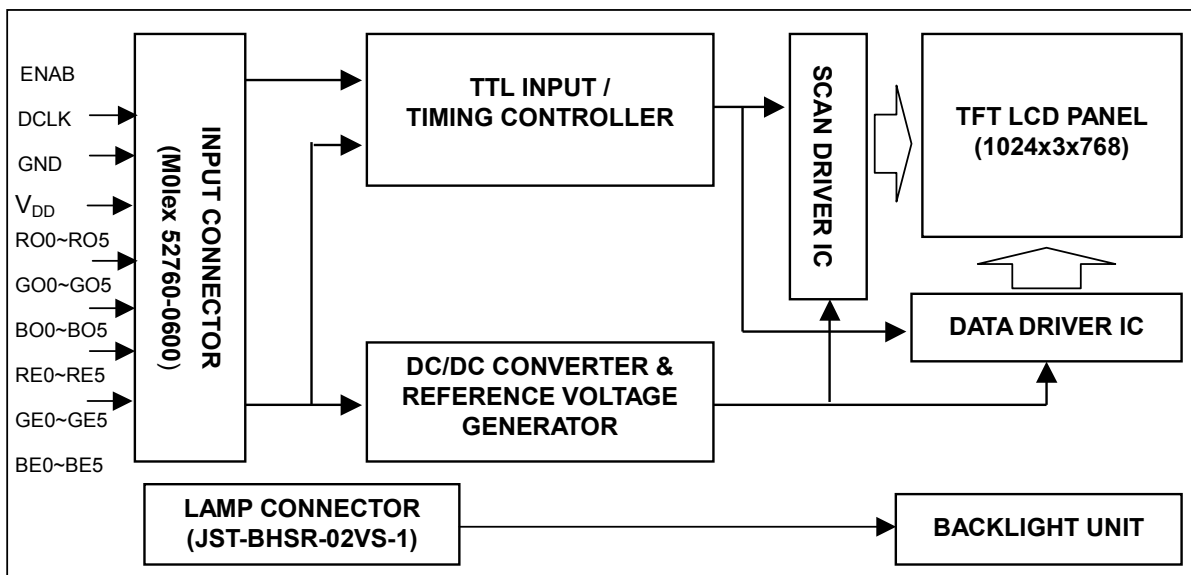 ENAB
DCLK
GND
VDD
RO0~RO5
GO0~GO5
BO0~BO5
RE0~RE5
GE0~GE5
BE0~BE5
INPUT CONNECTOR
(M0lex 52760-0600)
TTL INPUT /
TIMING CONTROLLER
SCAN DRIVER IC
TFT LCD PANEL
(1024x3x768)
DATA DRIVER IC
DC/DC CONVERTER &
REFERENCE VOLTAGE
GENERATOR
LAMP CONNECTOR
(JST-BHSR-02VS-1)
BACKLIGHT UNIT